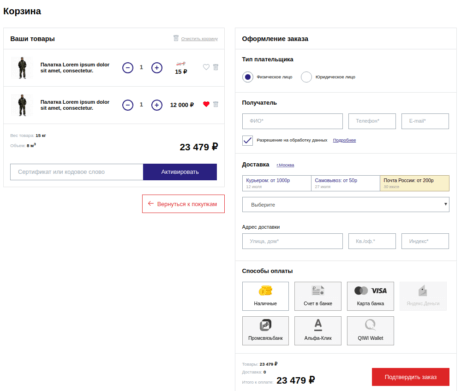 Корзина
Ваши товары
Очистить корзину
Палатка Lorem ipsum dolor
sit amet, consectetur.
1
15 ₽
Палатка Lorem ipsum dolor
sit amet, consectetur.
1
12 000 ₽
Вес товара: 15 кг
Объем: 0 м³
23 479 ₽
Сертификат или кодовое слово
Активировать
Вернуться к покупкам
Оформление заказа
Тип плательщика
Физическое лицо
Юридическое лицо
Получатель
ФИО*
Телефон*
E-mail*
Разрешение на обработку данных
Подробнее
Доставка
г.Москва
Курьером: от 1000р
12 июля
Самовывоз: от 50р
Почта России: от 200р
Выберите
Адрес доставки
Улица, дом*
Кв./оф.*
Индекс*
Способы оплаты
Наличные
Счет в банке
VISA
Карта банка
Яндекс.Деньги
Промсвязьбанк
Альфа-Клик
QIWI Wallet
Товары: 23 479 ₽
Доставка: 0
Итого к оплате: 23 479 ₽
Подтвердить заказ